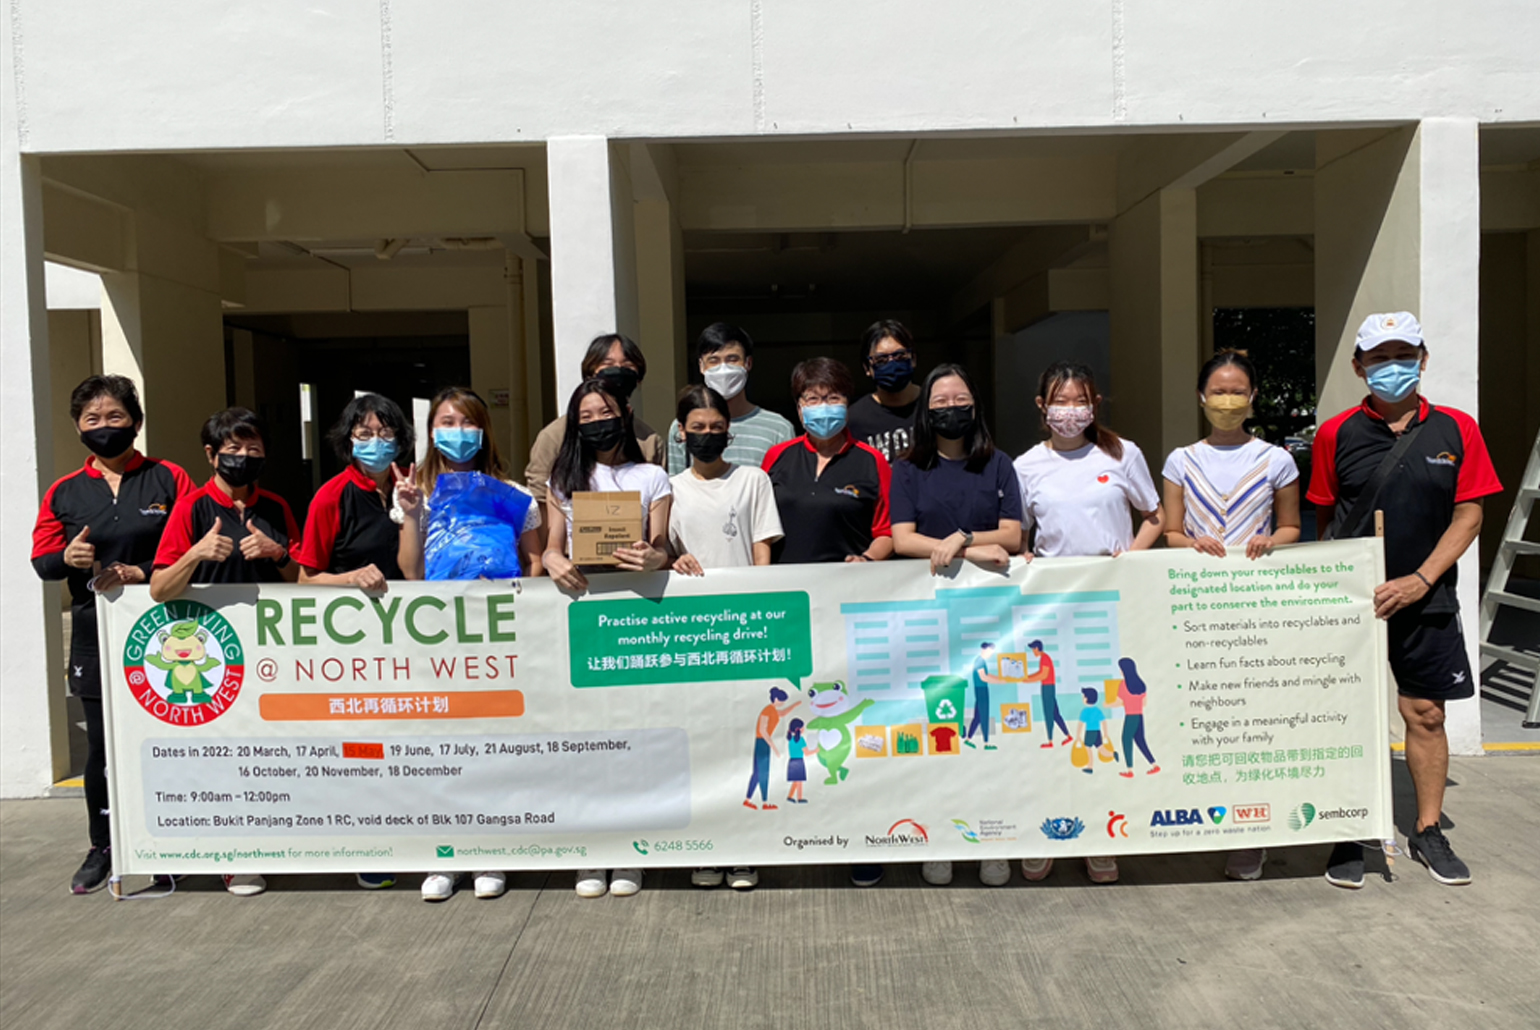 GREEN LIVING
@ NORTH WEST
RECYCLE
@ NORTH WEST
西北再循环计划
Dates in 2022: 20 March, 17 April, 15 May, 19 June, 17 July, 21 August, 18 September,
16 October, 20 November, 18 December
Time: 9:00am – 12:00pm
Location: Bukit Panjang Zone 1 RC, void deck of Blk 107 Gangsa Road
Visit www.cdc.org.sg/northwest for more information!
northwest_cdc@pa.gov.sg
6248 5566
Practise active recycling at our
monthly recycling drive!
让我们踊跃参与西北再循环计划！
Bring down your recyclables to the
designated location and do your
part to conserve the environment.
• Sort materials into recyclables and
non-recyclables
• Learn fun facts about recycling
• Make new friends and mingle with
neighbours
• Engage in a meaningful activity
with your family
请您把可回收物品带到指定的回
收地点，为绿化环境尽力
Organised by
NORTHWEST
National
Environment
Agency
ALBA
Step up for a zero waste nation
WH
sembcorp
Insect
Repellent